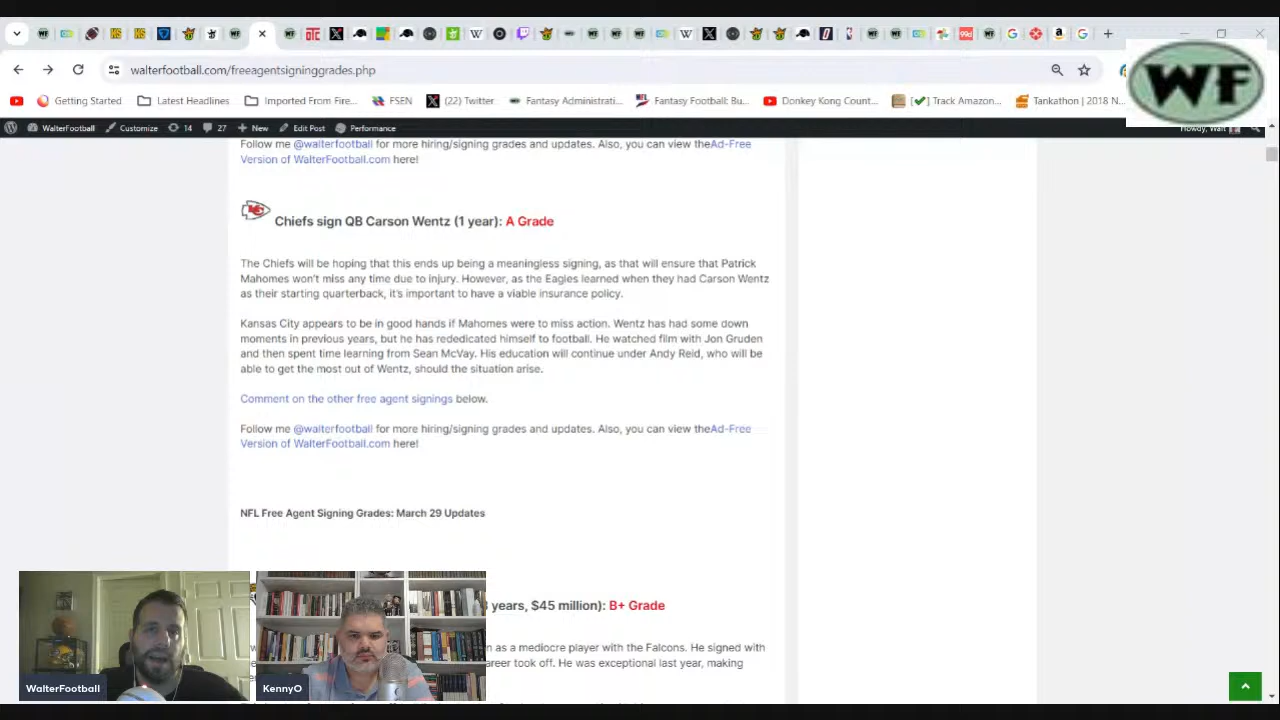 walterfootball.com/freeagentsigninggrades.php
WF
Getting Started
Latest Headlines
Imported From Fire...
FSEN
(22) Twitter
Fantasy Administrati...
Fantasy Football: Bu...
Donkey Kong Count...
Track Amazon...
Tankathon | 2018 N...
WalterFootball
Customize
14
27
New
Edit Post
Performance
Howdy, Walt
Follow me @walterfootball for more hiring/signing grades and updates. Also, you can view theAd-Free
Version of WalterFootball.com here!
KC
Chiefs sign QB Carson Wentz (1 year): A Grade
The Chiefs will be hoping that this ends up being a meaningless signing, as that will ensure that Patrick
Mahomes won't miss any time due to injury. However, as the Eagles learned when they had Carson Wentz
as their starting quarterback, it's important to have a viable insurance policy.
Kansas City appears to be in good hands if Mahomes were to miss action. Wentz has had some down
moments in previous years, but he has rededicated himself to football. He watched film with Jon Gruden
and then spent time learning from Sean McVay. His education will continue under Andy Reid, who will be
able to get the most out of Wentz, should the situation arise.
Comment on the other free agent signings below.
Follow me @walterfootball for more hiring/signing grades and updates. Also, you can view theAd-Free
Version of WalterFootball.com here!
NFL Free Agent Signing Grades: March 29 Updates
years, $45 million): B+ Grade
as a mediocre player with the Falcons. He signed with
took off. He was exceptional last year, making
WalterFootball
KennyO